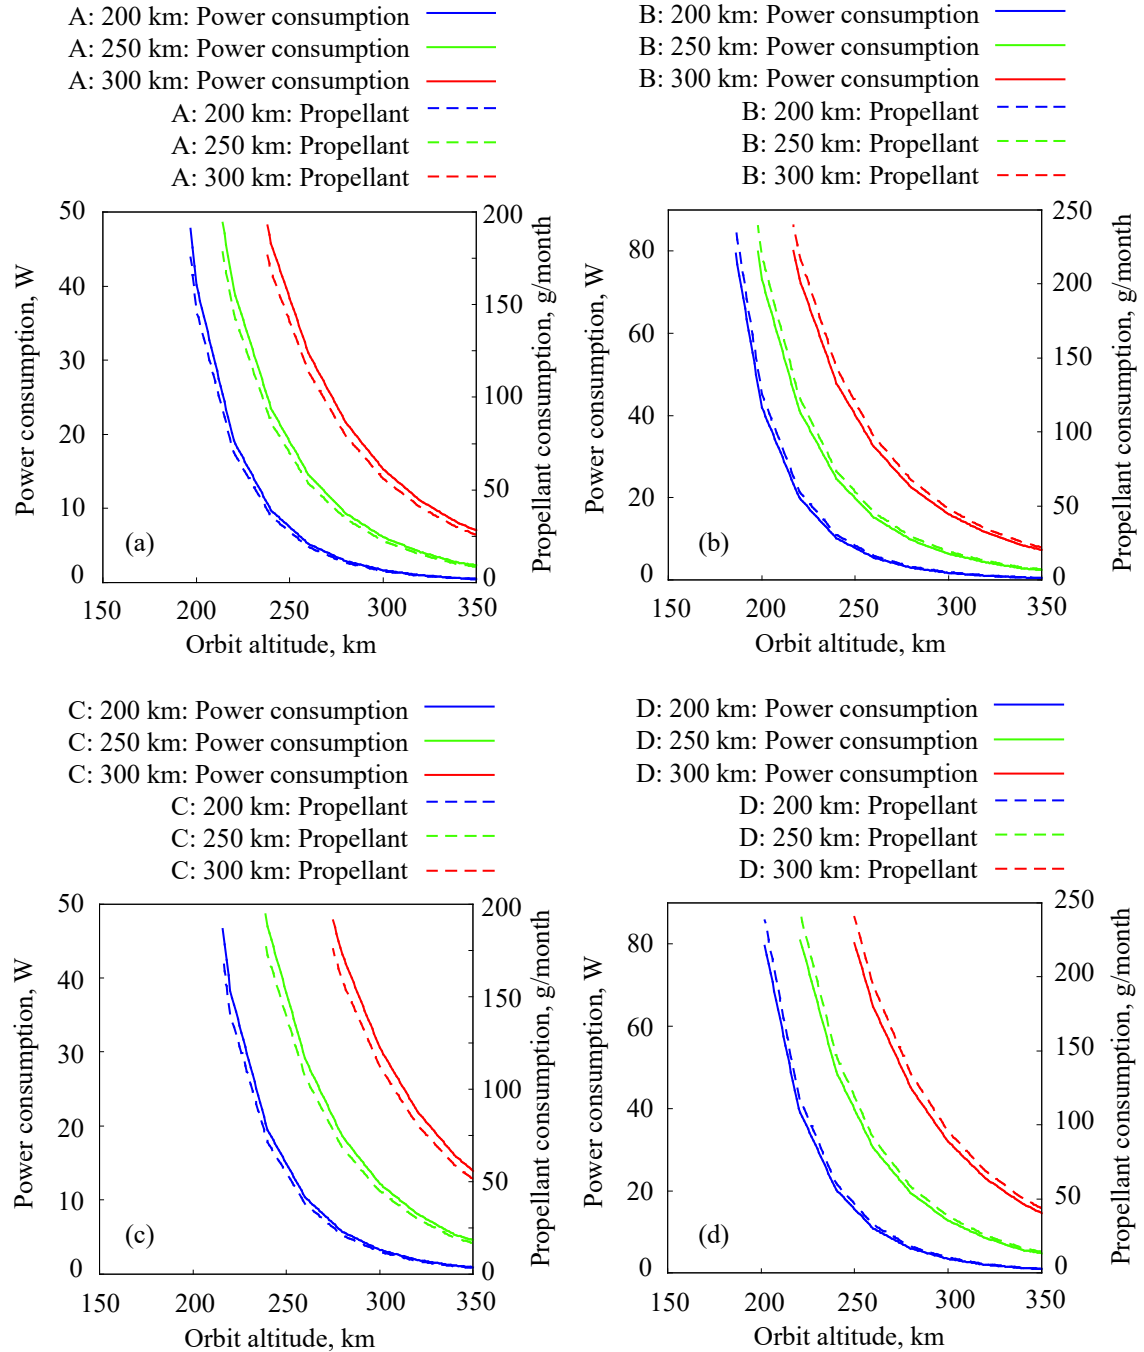 A: 200 km: Power consumption
A: 250 km: Power consumption
A: 300 km: Power consumption
A: 200 km: Propellant
A: 250 km: Propellant
A: 300 km: Propellant
50
40
30
20
10
0
Power consumption, W
200
150
100
50
0
Propellant consumption, g/month
(a)
150 200 250 300 350
Orbit altitude, km
B: 200 km: Power consumption
B: 250 km: Power consumption
B: 300 km: Power consumption
B: 200 km: Propellant
B: 250 km: Propellant
B: 300 km: Propellant
80
60
40
20
0
Power consumption, W
250
200
150
100
50
0
Propellant consumption, g/month
(b)
150 200 250 300 350
Orbit altitude, km
C: 200 km: Power consumption
C: 250 km: Power consumption
C: 300 km: Power consumption
C: 200 km: Propellant
C: 250 km: Propellant
C: 300 km: Propellant
50
40
30
20
10
0
Power consumption, W
200
150
100
50
0
Propellant consumption, g/month
(c)
150 200 250 300 350
Orbit altitude, km
D: 200 km: Power consumption
D: 250 km: Power consumption
D: 300 km: Power consumption
D: 200 km: Propellant
D: 250 km: Propellant
D: 300 km: Propellant
80
60
40
20
0
Power consumption, W
250
200
150
100
50
0
Propellant consumption, g/month
(d)
150 200 250 300 350
Orbit altitude, km